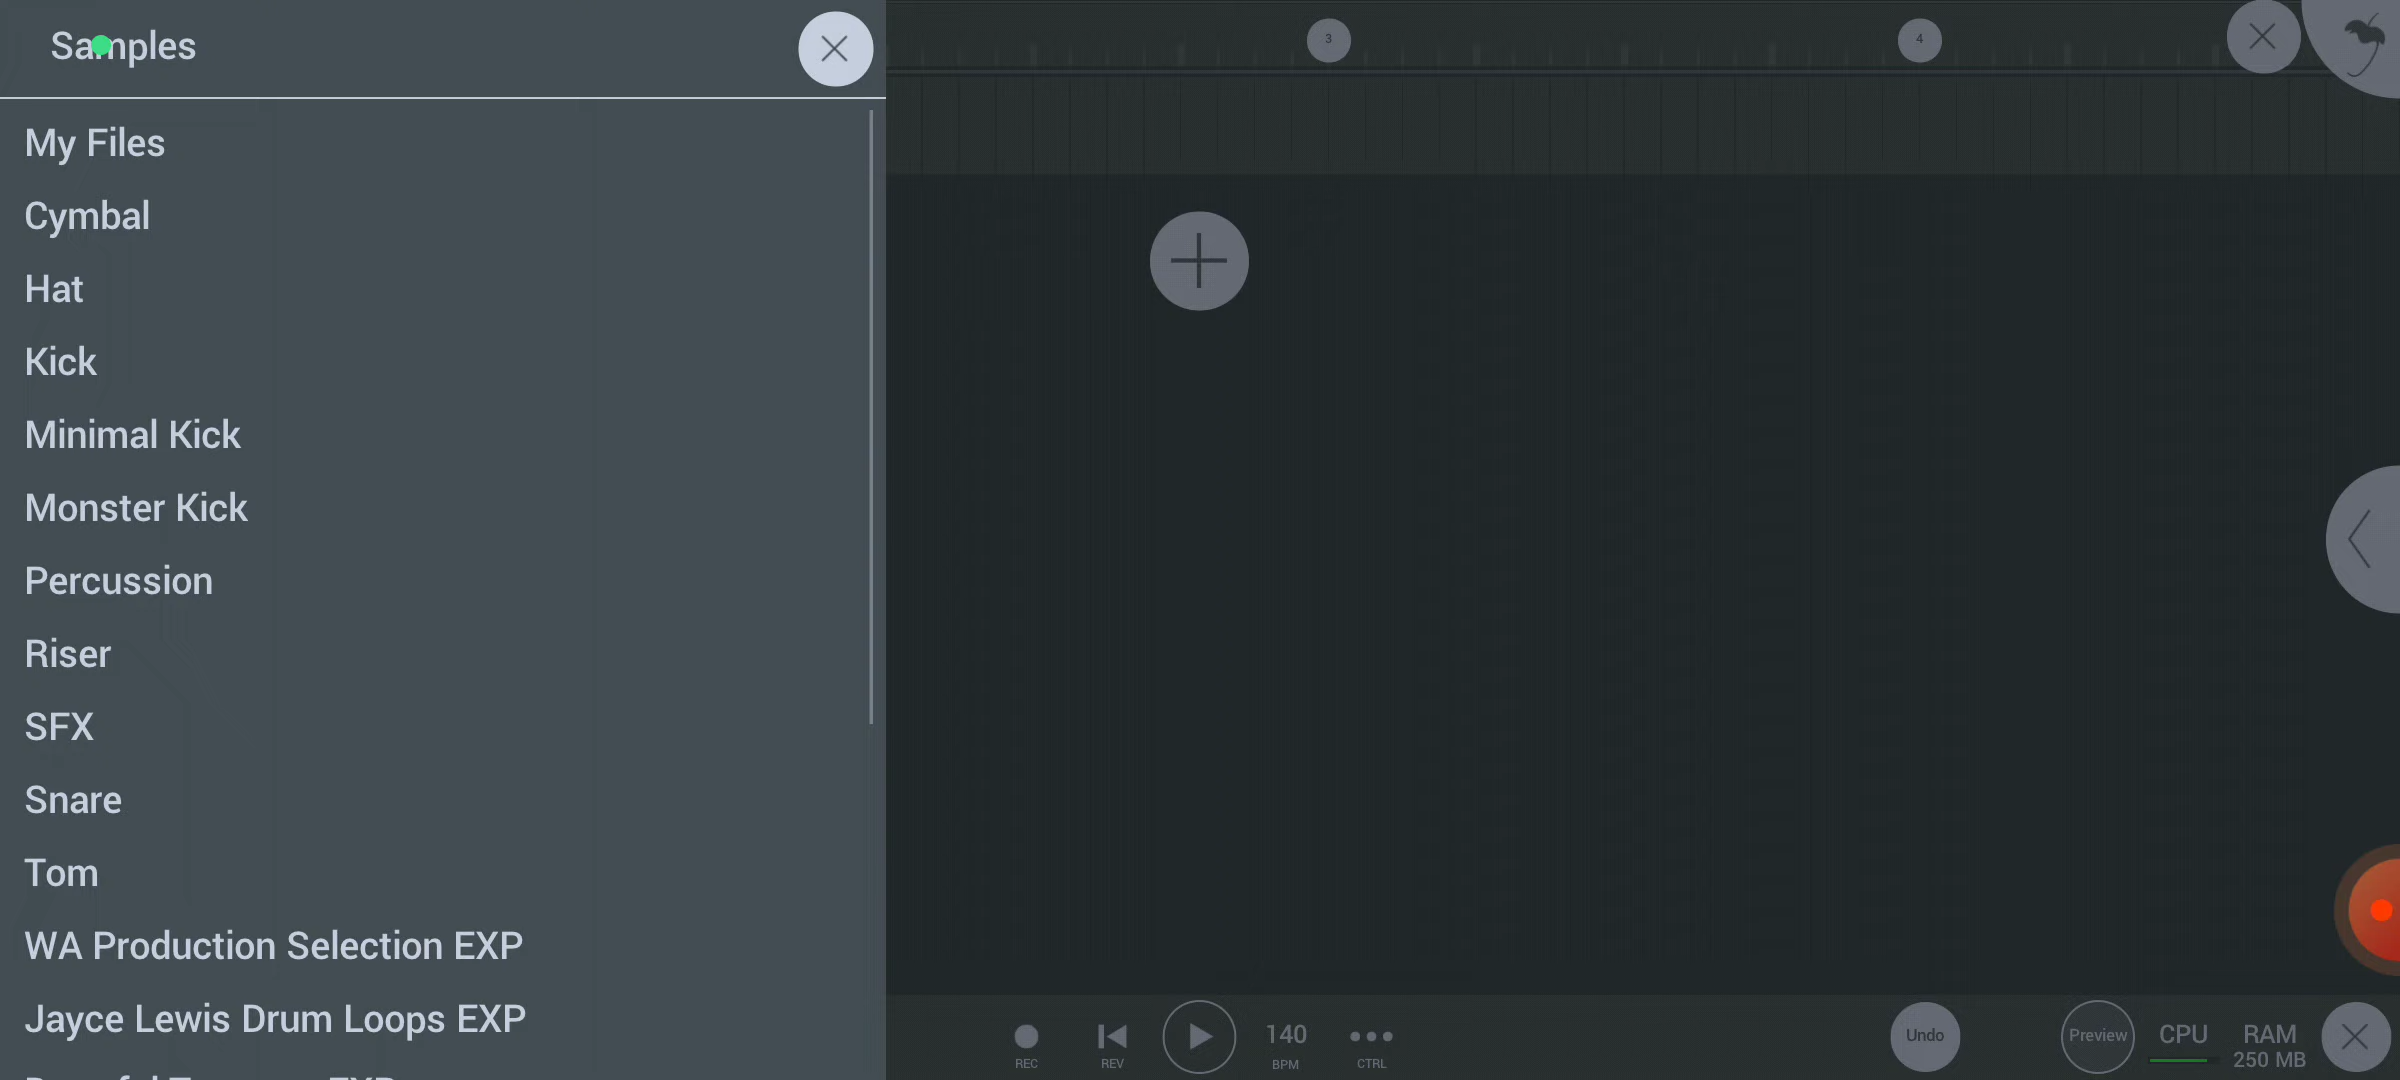 Samples
3
4
My Files
Cymbal
Hat
Kick
Minimal Kick
Monster Kick
Percussion
Riser
SFX
Snare
Tom
WA Production Selection EXP
Jayce Lewis Drum Loops EXP
REC
REV
140
BPM
CTRL
Undo
Preview
CPU
RAM
250 MB